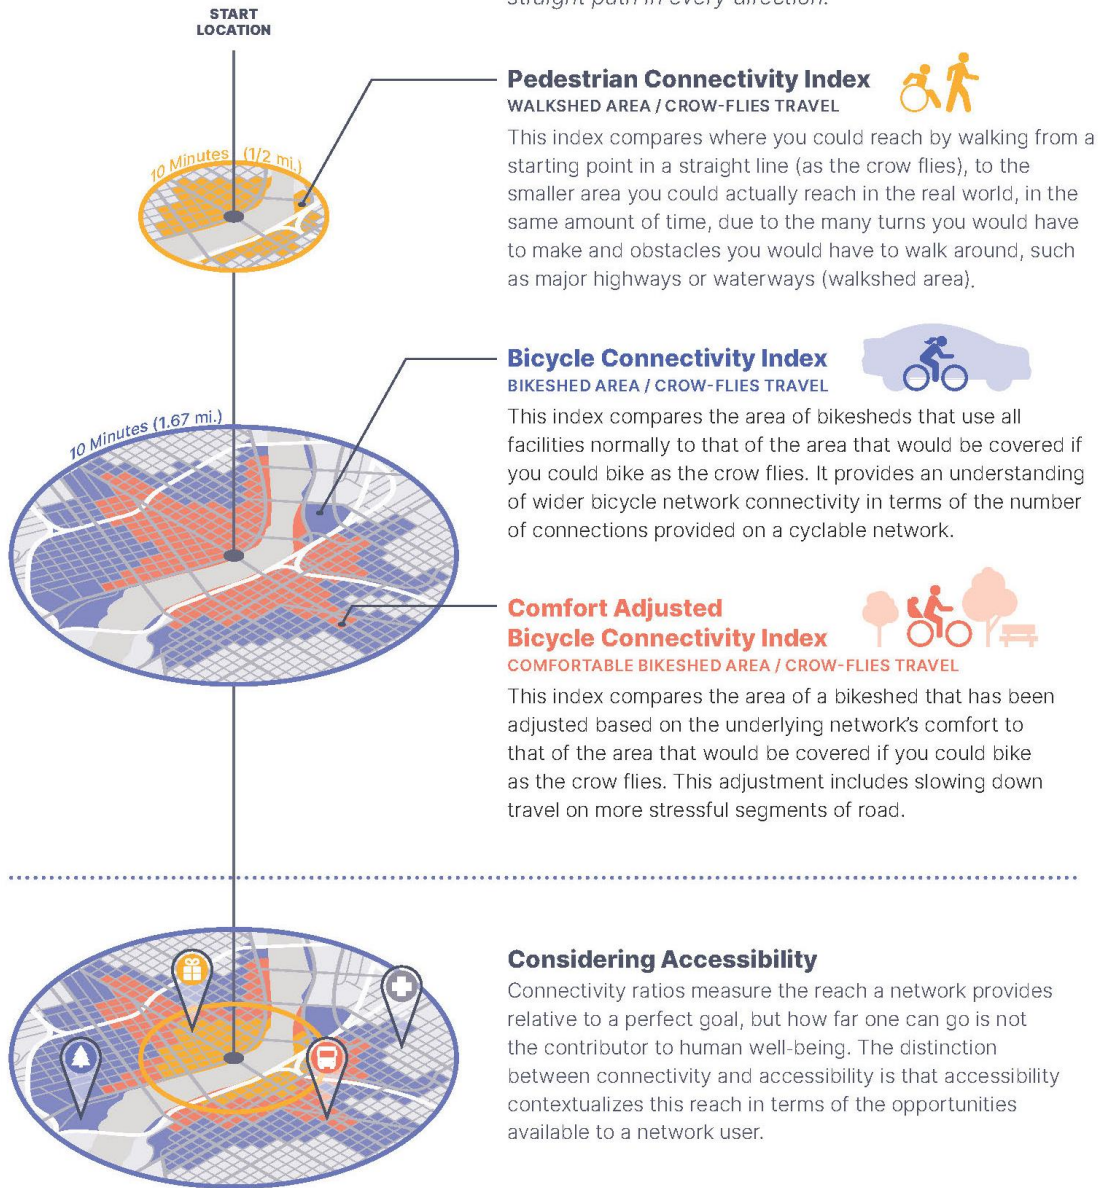 straight path in every direction.
START
LOCATION
Pedestrian Connectivity Index
WALKSHED AREA / CROW-FLIES TRAVEL
This index compares where you could reach by walking from a
starting point in a straight line (as the crow flies), to the
smaller area you could actually reach in the real world, in the
same amount of time, due to the many turns you would have
to make and obstacles you would have to walk around, such
as major highways or waterways (walkshed area).
10 Minutes (1/2 mi.)
Bicycle Connectivity Index
BIKESHED AREA / CROW-FLIES TRAVEL
This index compares the area of bikesheds that use all
facilities normally to that of the area that would be covered if
you could bike as the crow flies. It provides an understanding
of wider bicycle network connectivity in terms of the number
of connections provided on a cyclable network.
10 Minutes (1.67 mi.)
Comfort Adjusted
Bicycle Connectivity Index
COMFORTABLE BIKESHED AREA / CROW-FLIES TRAVEL
This index compares the area of a bikeshed that has been
adjusted based on the underlying network's comfort to
that of the area that would be covered if you could bike
as the crow flies. This adjustment includes slowing down
travel on more stressful segments of road.
Considering Accessibility
Connectivity ratios measure the reach a network provides
relative to a perfect goal, but how far one can go is not
the contributor to human well-being. The distinction
between connectivity and accessibility is that accessibility
contextualizes this reach in terms of the opportunities
available to a network user.